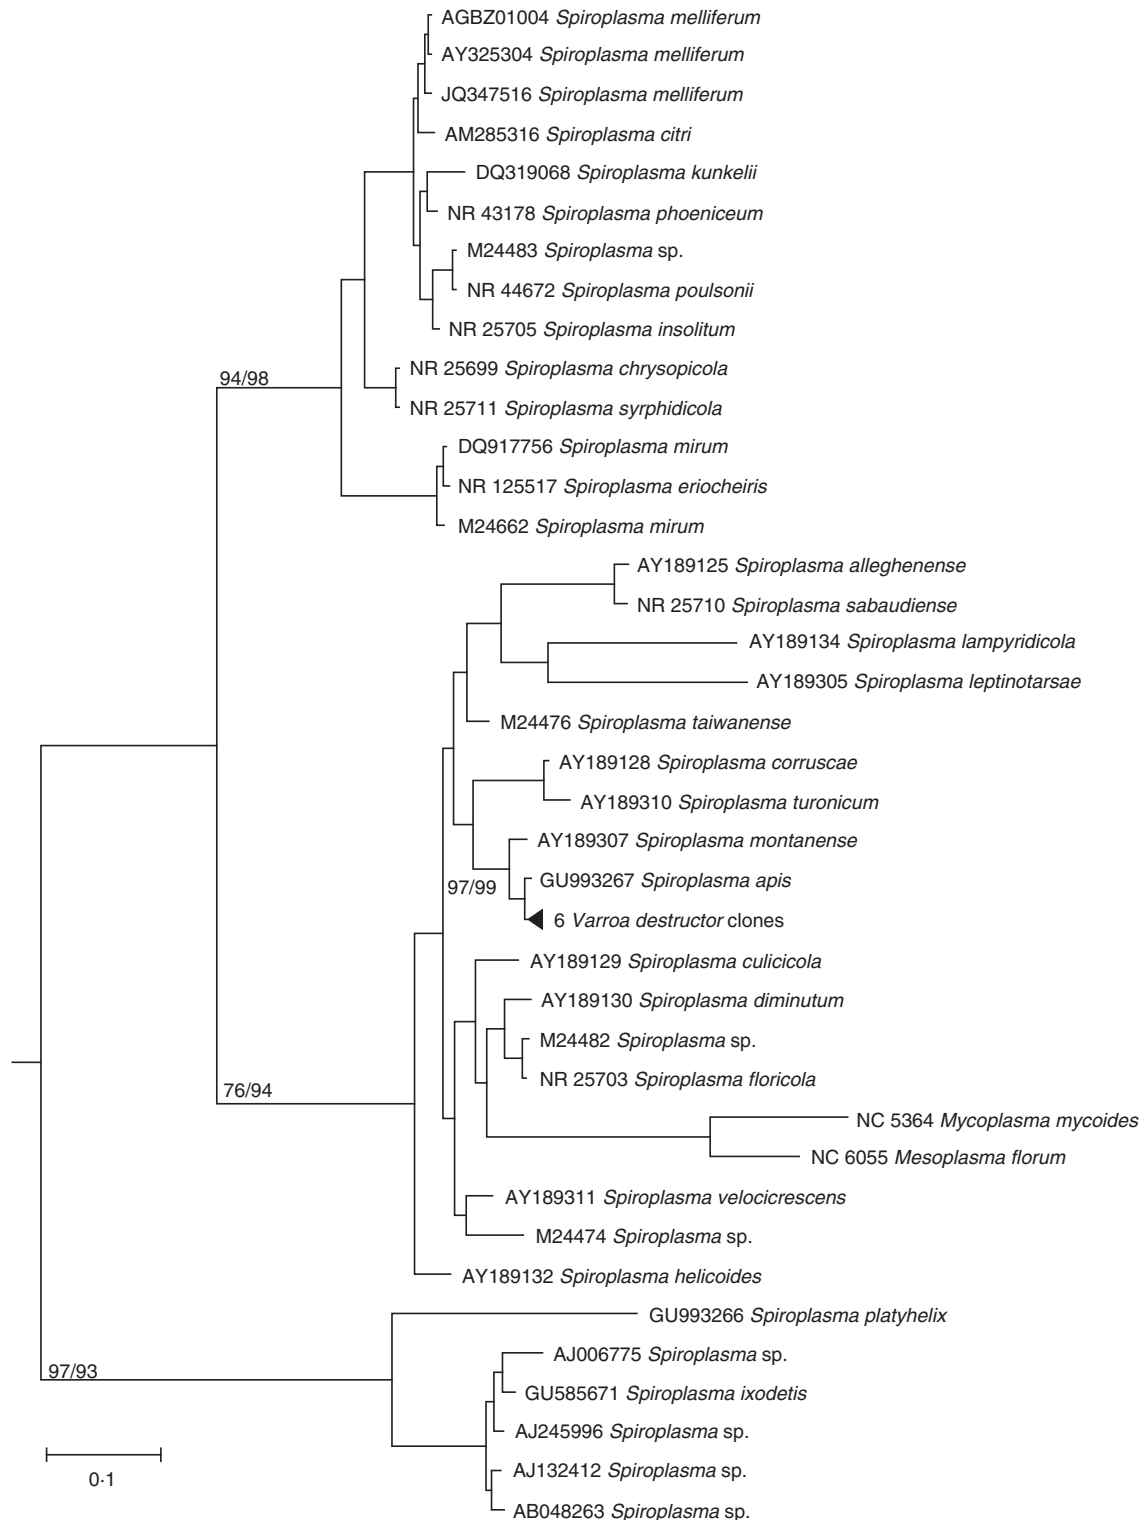 AGBZ01004 Spiroplasma melliferum
AY325304 Spiroplasma melliferum
JQ347516 Spiroplasma melliferum
AM285316 Spiroplasma citri
DQ319068 Spiroplasma kunkelii
NR 43178 Spiroplasma phoeniceum
M24483 Spiroplasma sp.
NR 44672 Spiroplasma poulsonii
NR 25705 Spiroplasma insolitum
NR 25699 Spiroplasma chrysopicola
94/98
NR 25711 Spiroplasma syrphidicola
DQ917756 Spiroplasma mirum
NR 125517 Spiroplasma eriocheiris
M24662 Spiroplasma mirum
AY189125 Spiroplasma alleghenense
NR 25710 Spiroplasma sabaudiense
AY189134 Spiroplasma lampyridicola
AY189305 Spiroplasma leptinotarsae
M24476 Spiroplasma taiwanense
AY189128 Spiroplasma corruscae
AY189310 Spiroplasma turonicum
AY189307 Spiroplasma montanense
GU993267 Spiroplasma apis
97/99
6 Varroa destructor clones
AY189129 Spiroplasma culicicola
AY189130 Spiroplasma diminutum
M24482 Spiroplasma sp.
NR 25703 Spiroplasma floricola
76/94
NC 5364 Mycoplasma mycoides
NC 6055 Mesoplasma florum
AY189311 Spiroplasma velocicrescens
M24474 Spiroplasma sp.
AY189132 Spiroplasma helicoides
GU993266 Spiroplasma platyhelix
AJ006775 Spiroplasma sp.
97/93
GU585671 Spiroplasma ixodetis
AJ245996 Spiroplasma sp.
AJ132412 Spiroplasma sp.
0·1
AB048263 Spiroplasma sp.